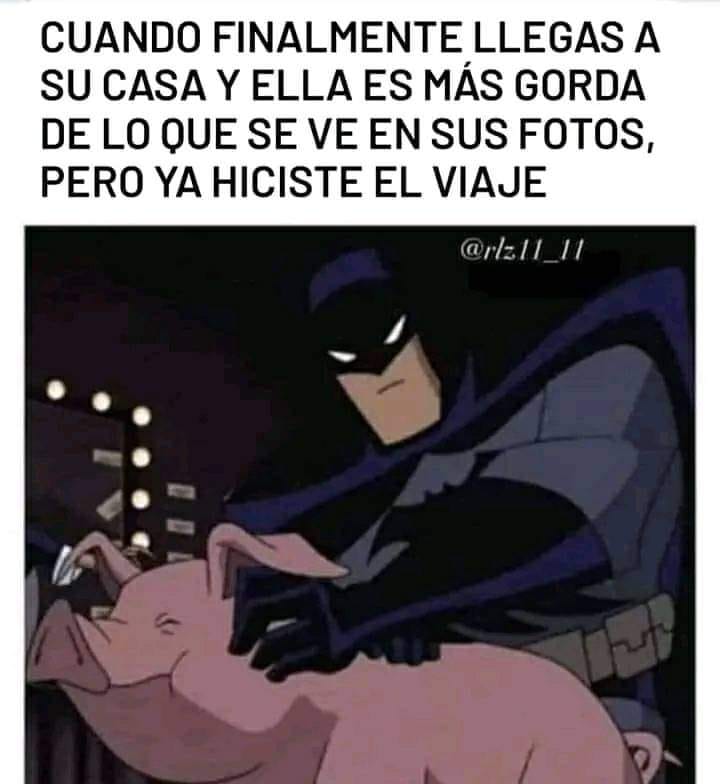 CUANDO FINALMENTE LLEGAS A
SU CASA Y ELLA ES MÁS GORDA
DE LO QUE SE VE EN SUS FOTOS,
PERO YA HICISTE EL VIAJE
@rlz11_11